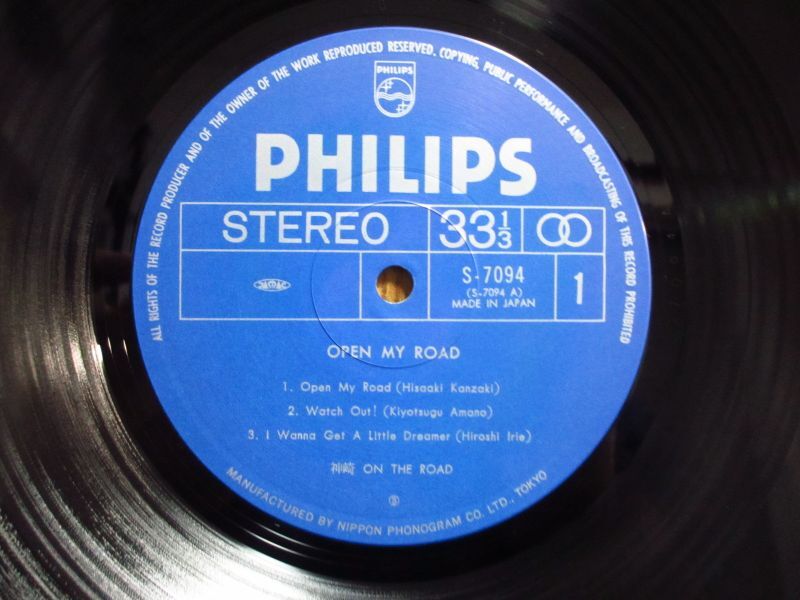 ALL RIGHTS OF THE RECORD PRODUCER AND OF THE OWNER OF THE WORK REPRODUCED RESERVED. COPYING, PUBLIC PERFORMANCE AND BROADCASTING OF THIS RECORD PROHIBITED
PHILIPS
PHILIPS
STEREO 33 1/3
S-7094
(S-7094 A)
MADE IN JAPAN
1
OPEN MY ROAD
1. Open My Road (Hisaaki Kanzaki)
2. Watch Out! (Kiyotsugu Amano)
3. I Wanna Get A Little Dreamer (Hiroshi Irie)
神崎 ON THE ROAD
MANUFACTURED BY NIPPON PHONOGRAM CO. LTD., TOKYO